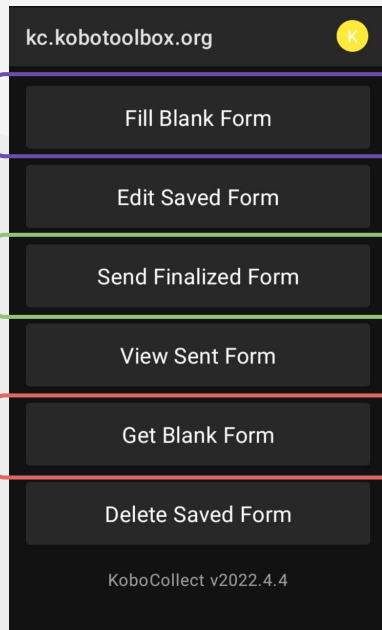 kc.kobotoolbox.org
K
Fill Blank Form
Edit Saved Form
Send Finalized Form
View Sent Form
Get Blank Form
Delete Saved Form
KoboCollect v2022.4.4